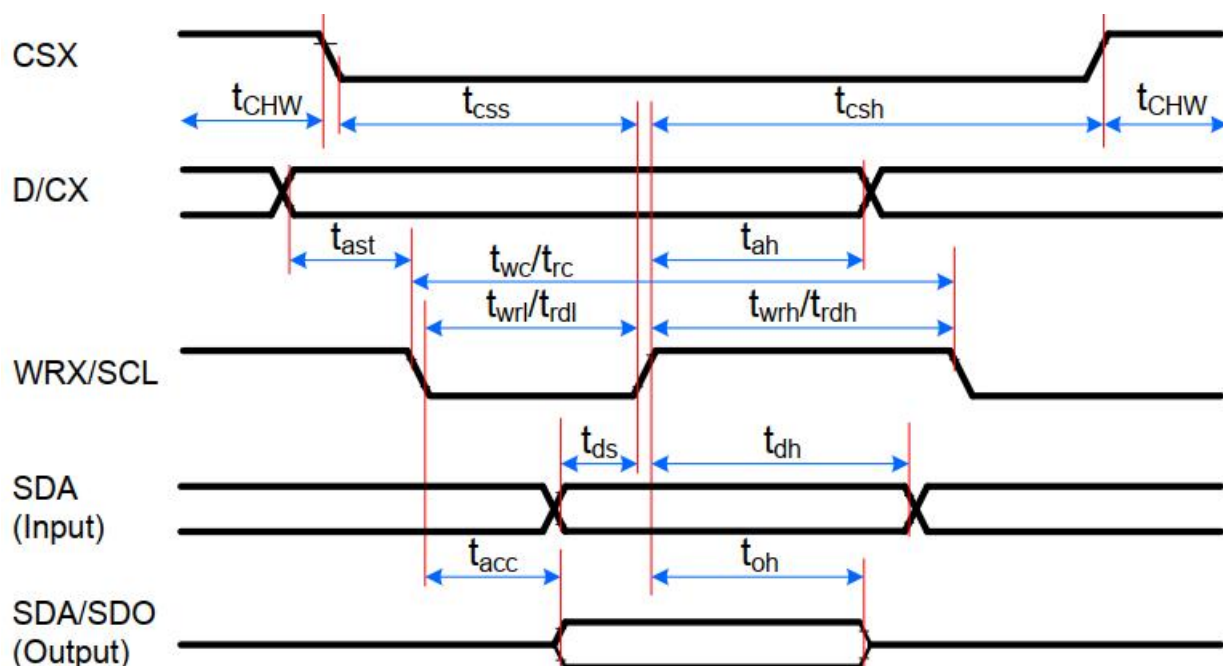 CSX
tCHW tcss tcsh tCHW
D/CX
tast twc/trc tah
twrl/trdl twrh/trdh
WRX/SCL
tds tdh
SDA
(Input)
tacc toh
SDA/SDO
(Output)